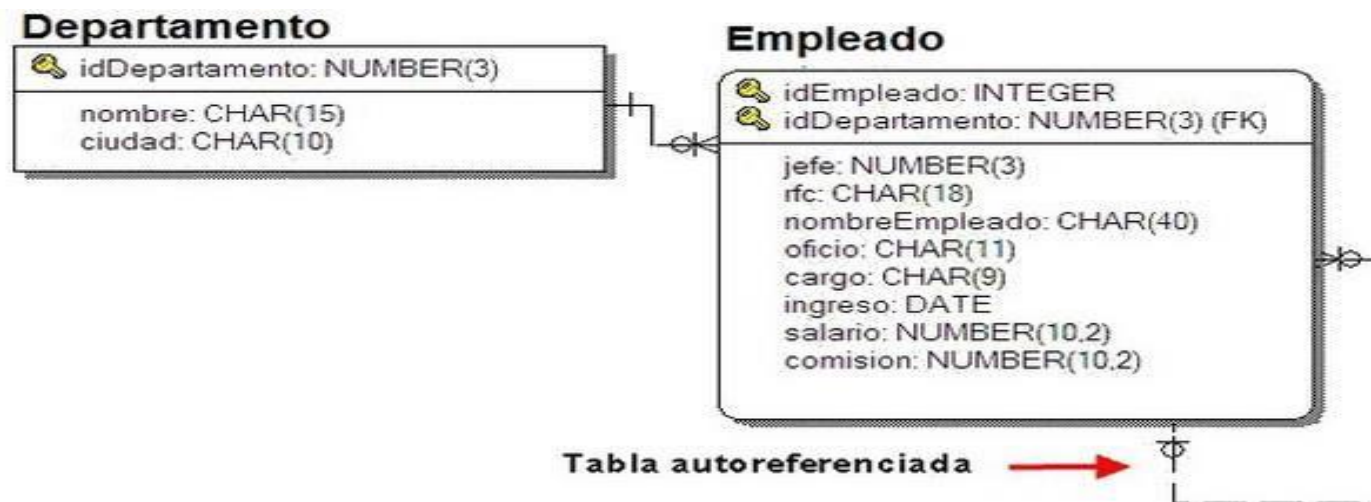 Departamento
idDepartamento: NUMBER(3)
nombre: CHAR(15)
ciudad: CHAR(10)
Empleado
idEmpleado: INTEGER
idDepartamento: NUMBER(3) (FK)
jefe: NUMBER(3)
rfc: CHAR(18)
nombreEmpleado: CHAR(40)
oficio: CHAR(11)
cargo: CHAR(9)
ingreso: DATE
salario: NUMBER(10,2)
comision: NUMBER(10,2)
Tabla autoreferenciada